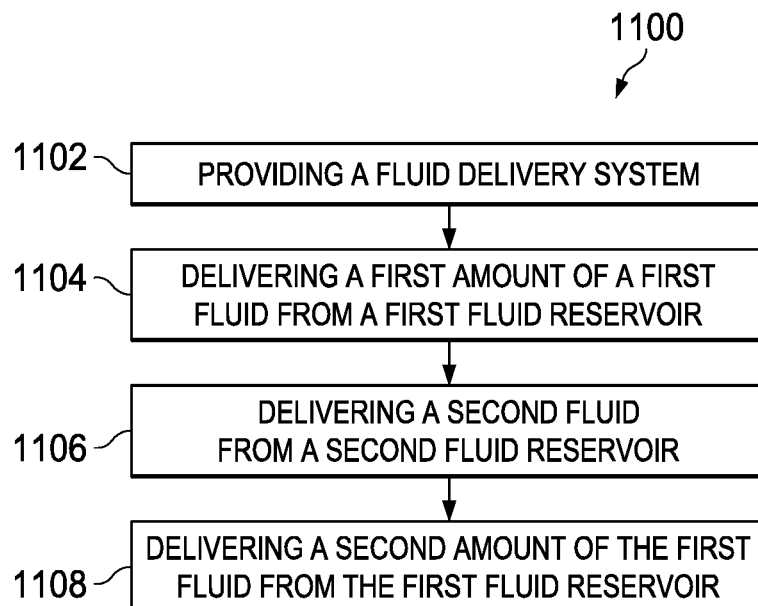 1100
1102
PROVIDING A FLUID DELIVERY SYSTEM
1104
DELIVERING A FIRST AMOUNT OF A FIRST
FLUID FROM A FIRST FLUID RESERVOIR
1106
DELIVERING A SECOND FLUID
FROM A SECOND FLUID RESERVOIR
1108
DELIVERING A SECOND AMOUNT OF THE FIRST
FLUID FROM THE FIRST FLUID RESERVOIR